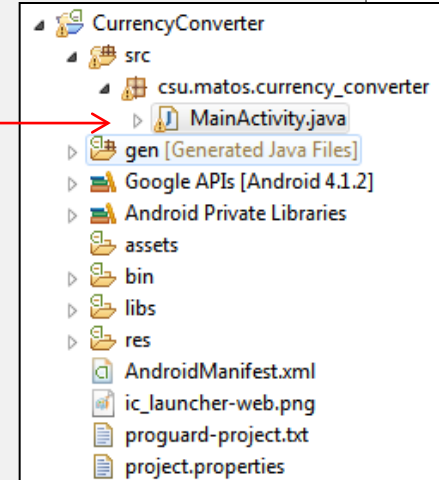 CurrencyConverter
src
csu.matos.currency_converter
MainActivity.java
gen [Generated Java Files]
Google APIs [Android 4.1.2]
Android Private Libraries
assets
bin
libs
res
AndroidManifest.xml
ic_launcher-web.png
proguard-project.txt
project.properties